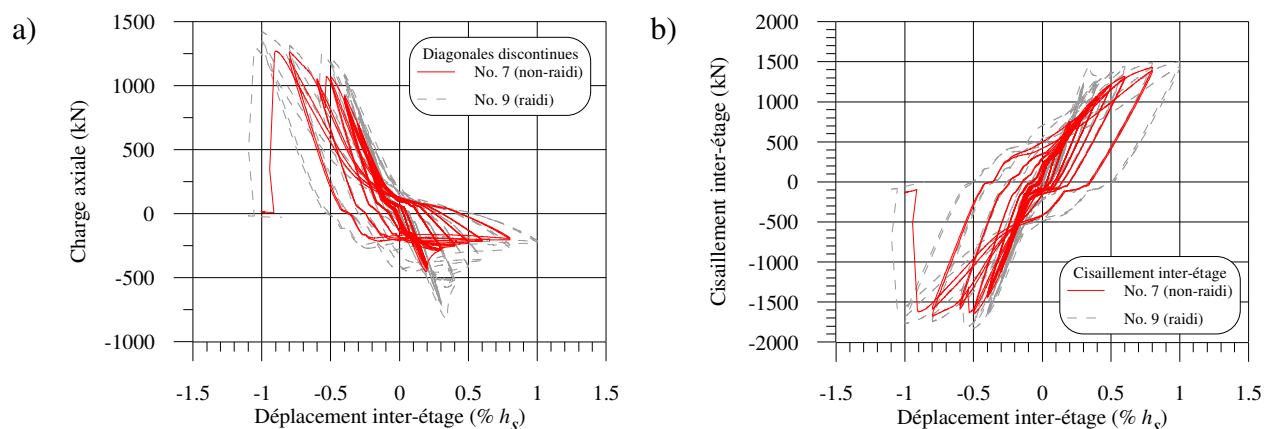 a)
Charge axiale (kN)
1500
1000
500
0
-500
-1000
-1.5
-1
-0.5
0
0.5
1
1.5
Déplacement inter-étage (% hs)
Diagonales discontinues
No. 7 (non-raidi)
No. 9 (raidi)
b)
Cisaillement inter-étage (kN)
2000
1500
1000
500
0
-500
-1000
-1500
-2000
-1.5
-1
-0.5
0
0.5
1
1.5
Déplacement inter-étage (% hs)
Cisaillement inter-étage
No. 7 (non-raidi)
No. 9 (raidi)